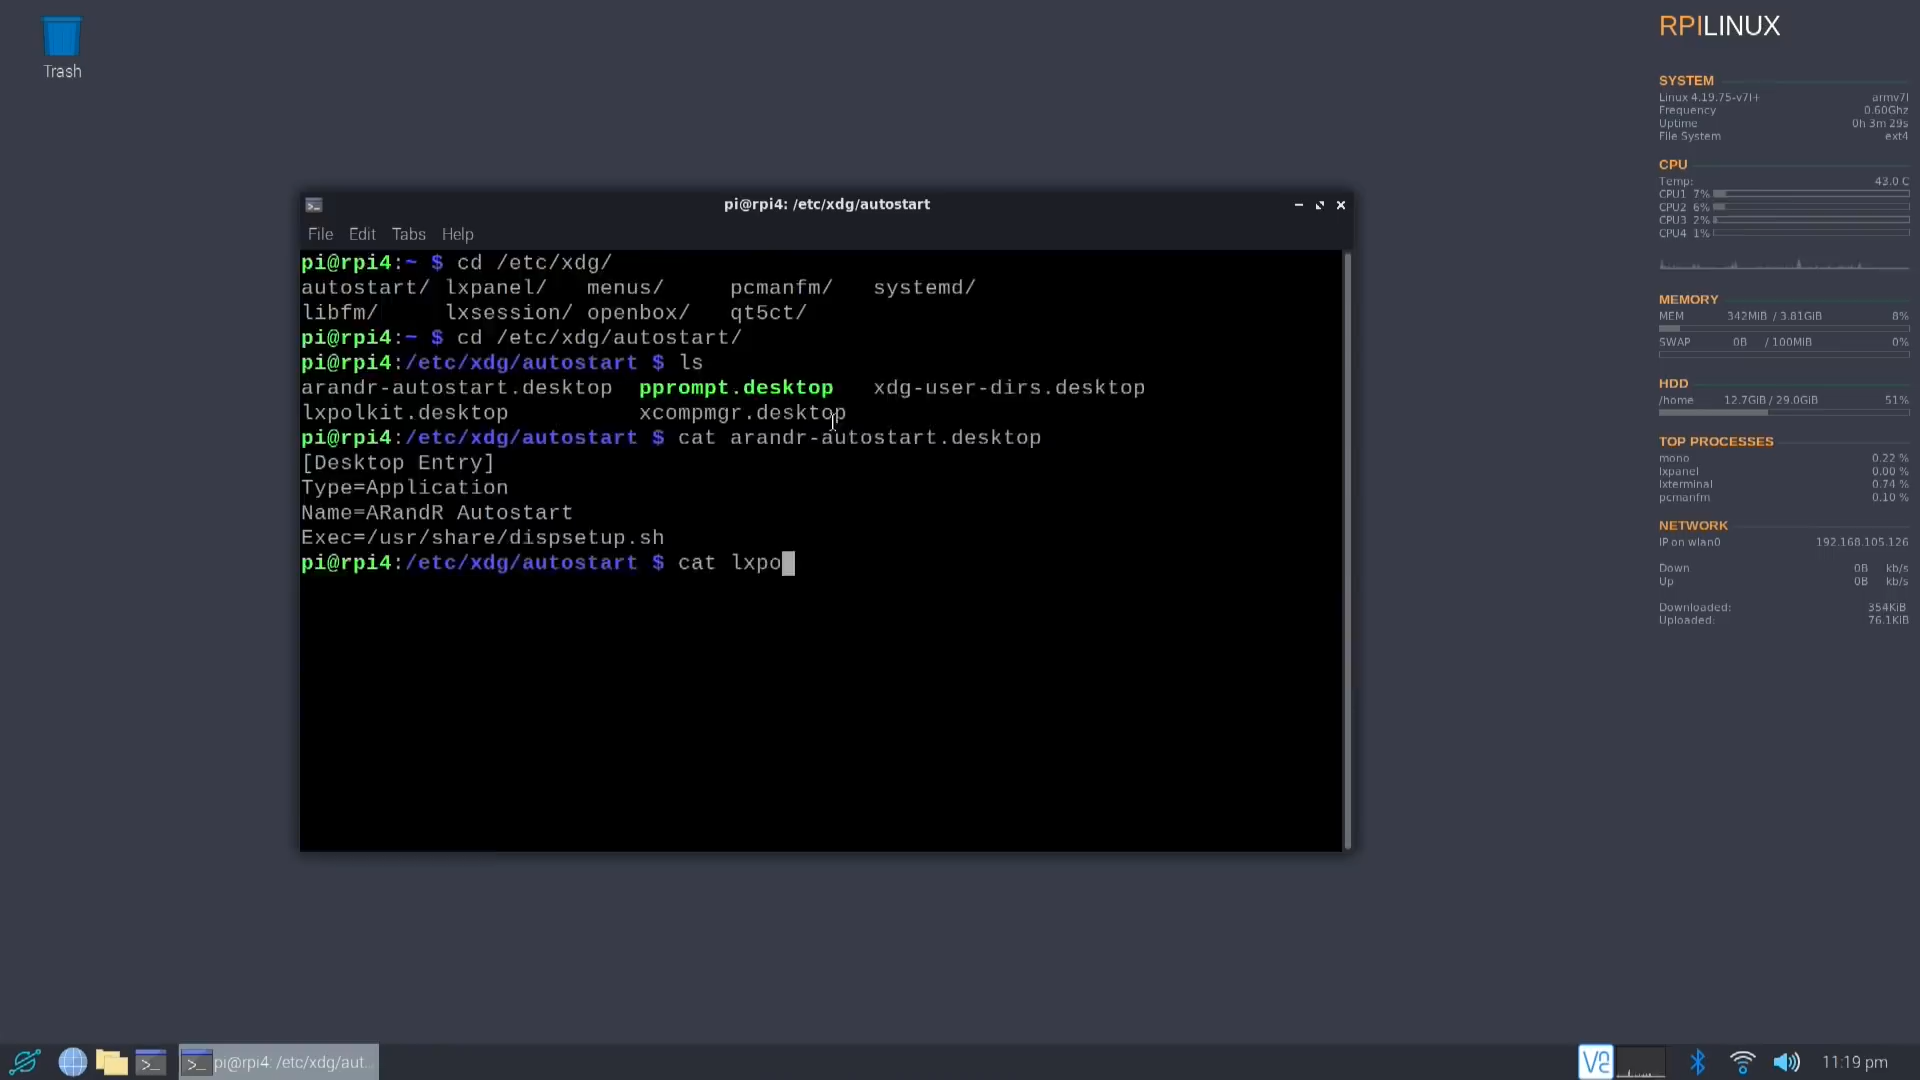 Trash
pi@rpi4: /etc/xdg/autostart
File Edit Tabs Help
pi@rpi4:~ $ cd /etc/xdg/
autostart/ lxpanel/ menus/ pcmanfm/ systemd/
libfm/ lxsession/ openbox/ qt5ct/
pi@rpi4:~ $ cd /etc/xdg/autostart/
pi@rpi4:/etc/xdg/autostart $ ls
arandr-autostart.desktop pprompt.desktop xdg-user-dirs.desktop
lxpolkit.desktop xcompmgr.desktop
pi@rpi4:/etc/xdg/autostart $ cat arandr-autostart.desktop
[Desktop Entry]
Type=Application
Name=ARandR Autostart
Exec=/usr/share/dispsetup.sh
pi@rpi4:/etc/xdg/autostart $ cat lxpo
RPILINUX
SYSTEM
Linux 4.19.75-v7l+ armv7l
Frequency 0.60Ghz
Uptime 0h 3m 29s
File System ext4
CPU
Temp: 43.0 C
CPU1 7%
CPU2 6%
CPU3 2%
CPU4 1%
MEMORY
MEM 342MiB / 3.81GiB 8%
SWAP 0B / 100MiB 0%
HDD
/home 12.7GiB / 29.0GiB 51%
TOP PROCESSES
mono 0.22 %
lxpanel 0.00 %
lxterminal 0.74 %
pcmanfm 0.10 %
NETWORK
IP on wlan0 192.168.105.126
Down 0B kb/s
Up 0B kb/s
Downloaded: 354KiB
Uploaded: 76.1KiB
pi@rpi4: /etc/xdg/aut...
11:19 pm